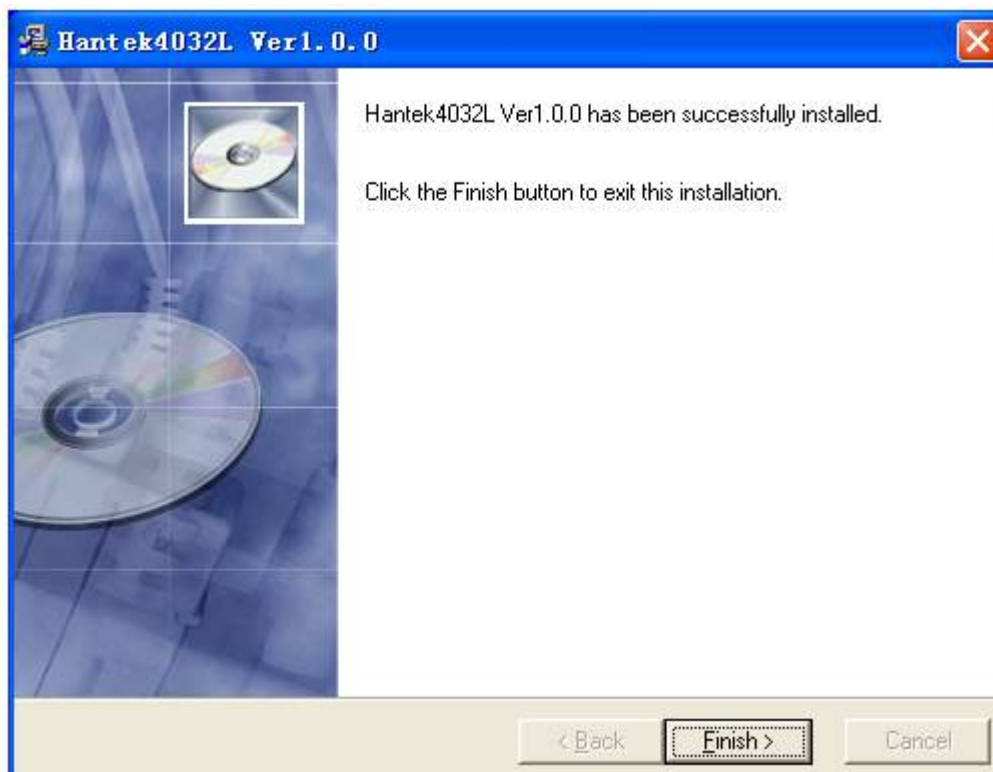 Hantek4032L Ver1.0.0
Hantek4032L Ver1.0.0 has been successfully installed.
Click the Finish button to exit this installation.
< Back Finish > Cancel